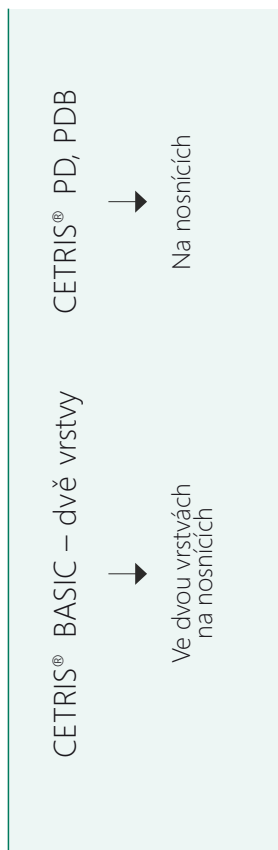 CETRIS® BASIC – dvě vrstvy
Ve dvou vrstvách
na nosnících
CETRIS® PD, PDB
Na nosnících